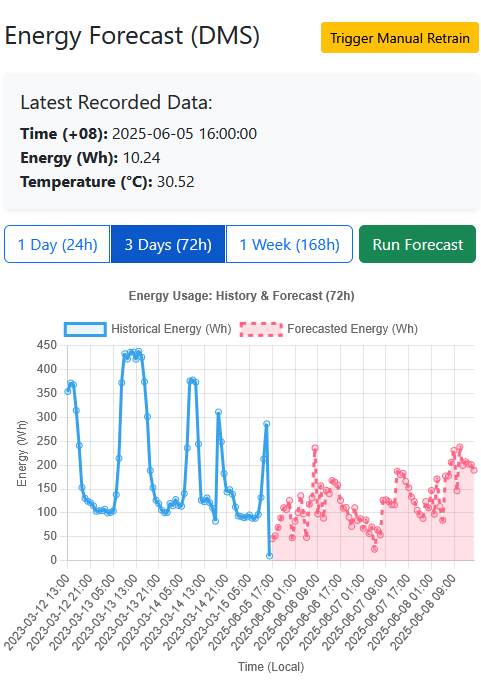 Energy Forecast (DMS)
Trigger Manual Retrain
Latest Recorded Data:
Time (+08): 2025-06-05 16:00:00
Energy (Wh): 10.24
Temperature (°C): 30.52
1 Day (24h)
3 Days (72h)
1 Week (168h)
Run Forecast
Energy Usage: History & Forecast (72h)
Historical Energy (Wh)
Forecasted Energy (Wh)
Energy (Wh)
450
400
350
300
250
200
150
100
50
0
2023-03-12 13:00
2023-03-12 21:00
2023-03-13 05:00
2023-03-13 13:00
2023-03-13 21:00
2023-03-14 05:00
2023-03-14 13:00
2023-03-14 21:00
2023-03-15 05:00
2025-06-05 17:00
2025-06-06 01:00
2025-06-06 09:00
2025-06-06 17:00
2025-06-07 01:00
2025-06-07 09:00
2025-06-07 17:00
2025-06-08 01:00
2025-06-08 09:00
Time (Local)